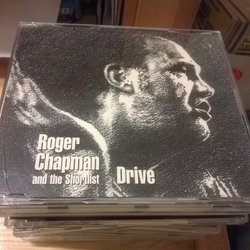 Roger
Chapman
and the Shortlist
Drive